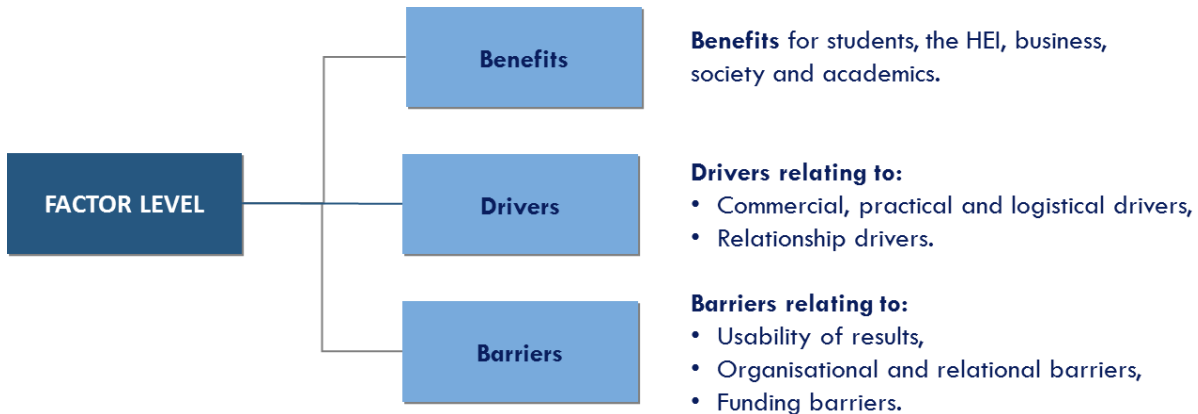 Benefits
Benefits for students, the HEI, business,
society and academics.
FACTOR LEVEL
Drivers
Drivers relating to:
• Commercial, practical and logistical drivers,
• Relationship drivers.
Barriers
Barriers relating to:
• Usability of results,
• Organisational and relational barriers,
• Funding barriers.